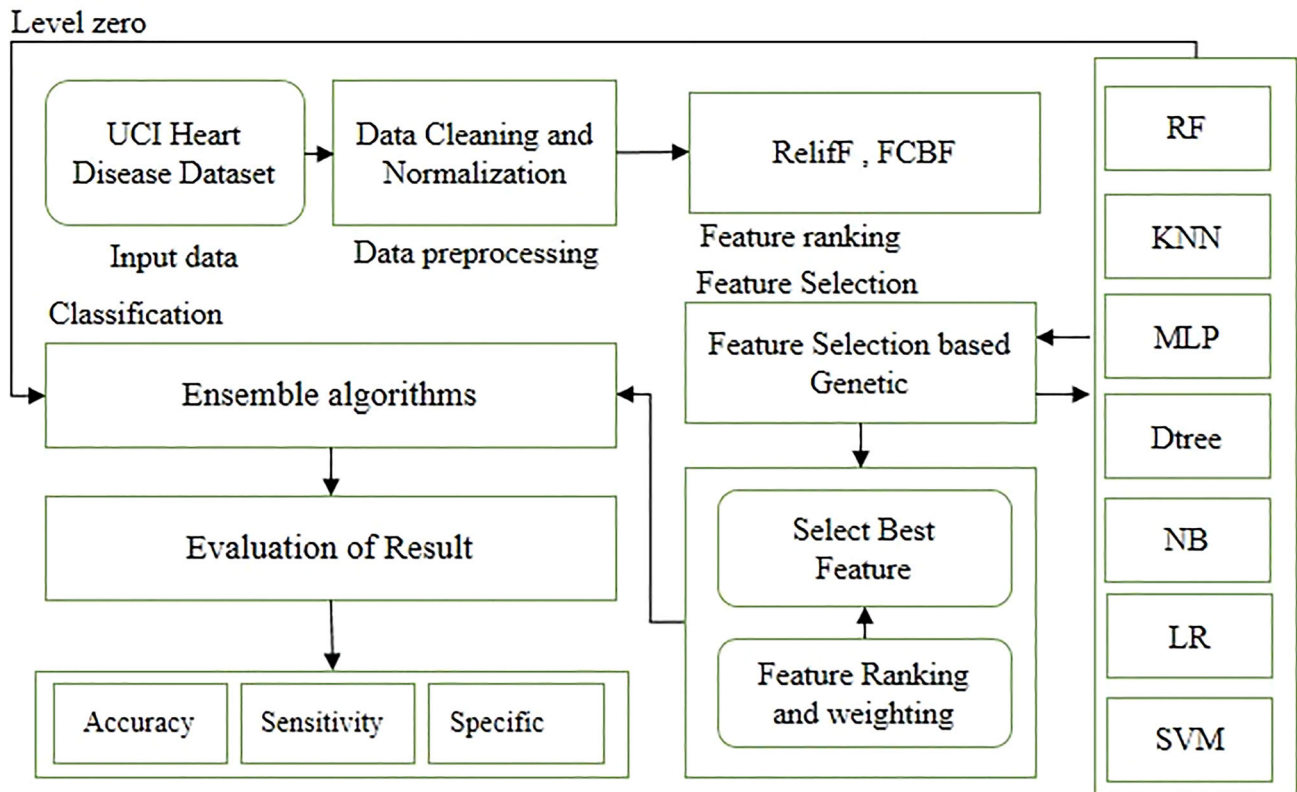 Level zero
UCI Heart
Disease Dataset
Input data
Data Cleaning and
Normalization
Data preprocessing
RelifF , FCBF
Feature ranking
Feature Selection
Feature Selection based
Genetic
Select Best
Feature
Feature Ranking
and weighting
Classification
Ensemble algorithms
Evaluation of Result
Accuracy
Sensitivity
Specific
RF
KNN
MLP
Dtree
NB
LR
SVM